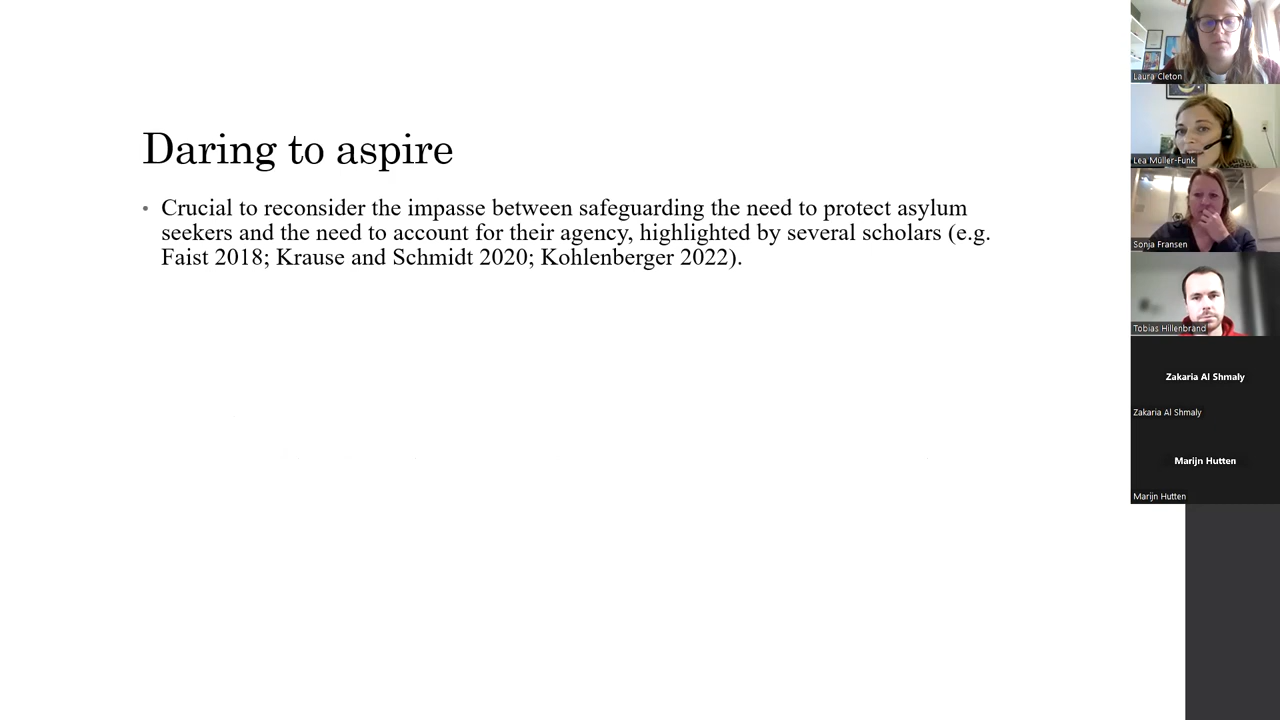 Daring to aspire
• Crucial to reconsider the impasse between safeguarding the need to protect asylum
seekers and the need to account for their agency, highlighted by several scholars (e.g.
Faist 2018; Krause and Schmidt 2020; Kohlenberger 2022).
Laura Cleton
Lea Müller-Funk
Sonja Fransen
Tobias Hillenbrand
Zakaria Al Shmaly
Zakaria Al Shmaly
Marijn Hutten
Marijn Hutten